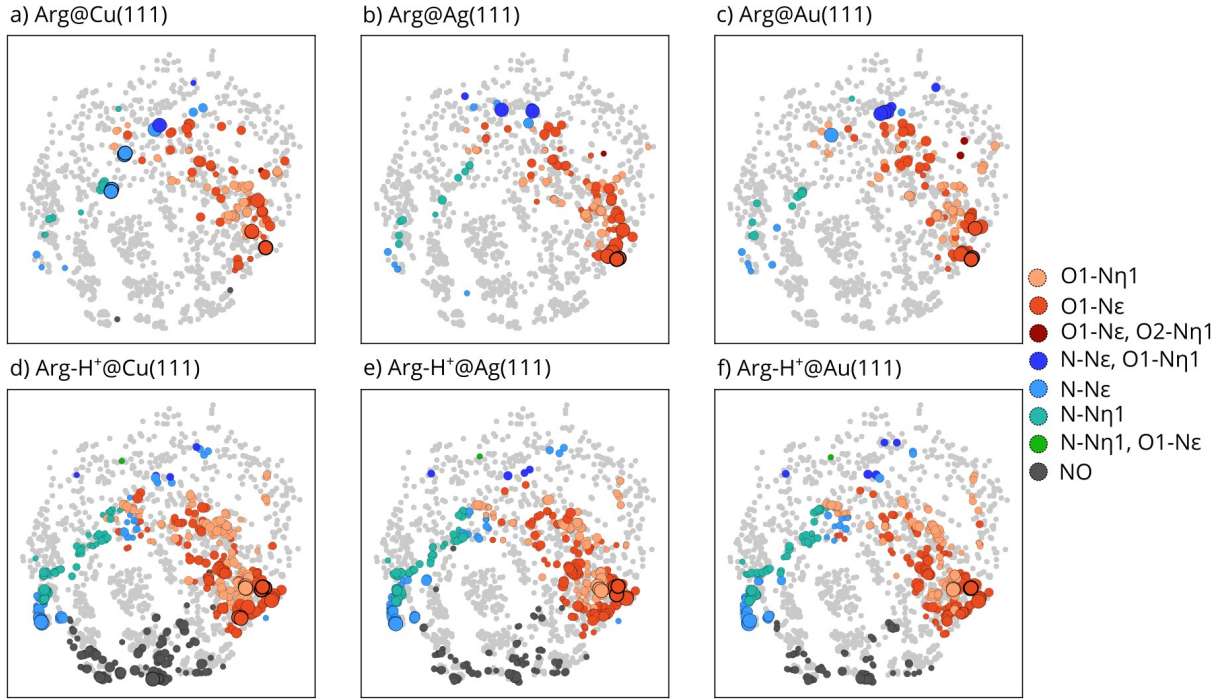 a) Arg@Cu(111)
b) Arg@Ag(111)
c) Arg@Au(111)
O1-Nη1
O1-Nε
O1-Nε, O2-Nη1
N-Nε, O1-Nη1
N-Nε
N-Nη1
N-Nη1, O1-Nε
NO
d) Arg-H⁺@Cu(111)
e) Arg-H⁺@Ag(111)
f) Arg-H⁺@Au(111)